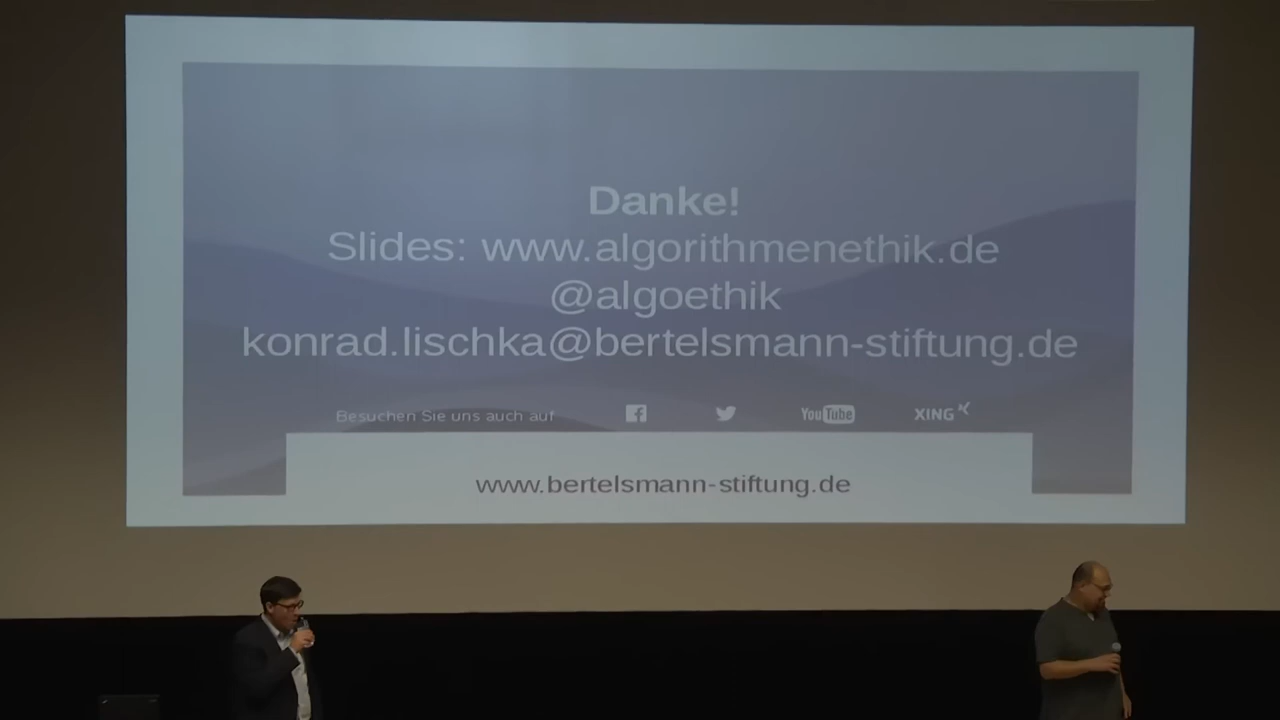 Danke!
Slides: www.algorithmenethik.de
@algoethik
konrad.lischka@bertelsmann-stiftung.de
Besuchen Sie uns auch auf
YouTube
XING
www.bertelsmann-stiftung.de